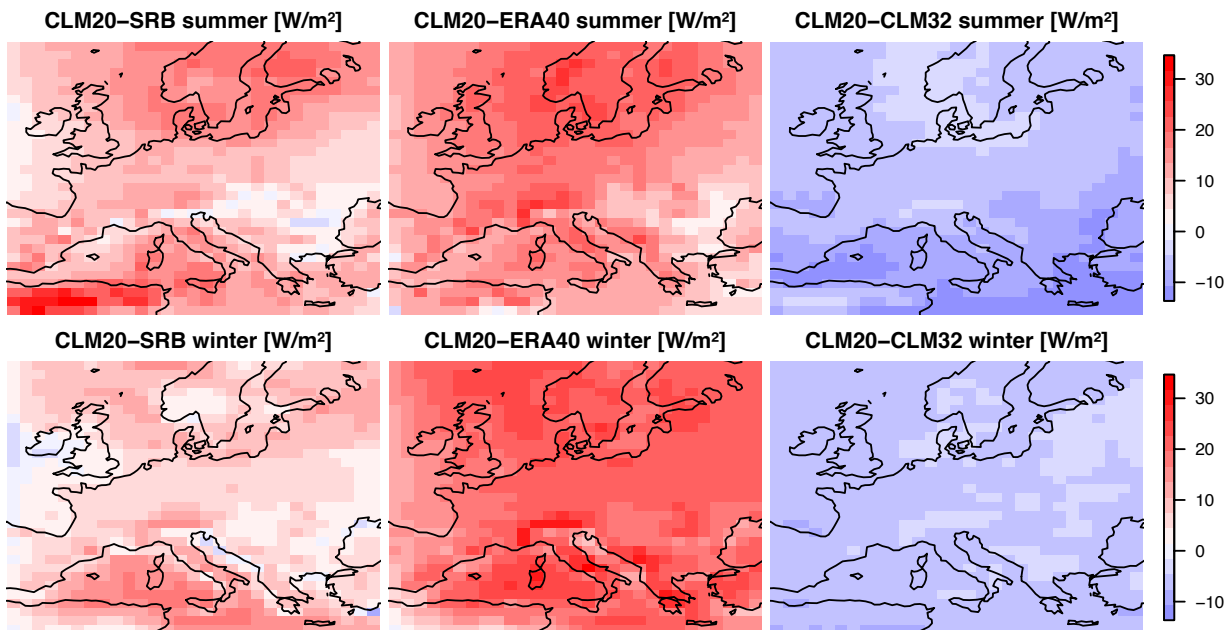 CLM20–SRB summer [W/m²]
CLM20–ERA40 summer [W/m²]
CLM20–CLM32 summer [W/m²]
30
20
10
0
−10
CLM20–SRB winter [W/m²]
CLM20–ERA40 winter [W/m²]
CLM20–CLM32 winter [W/m²]
30
20
10
0
−10